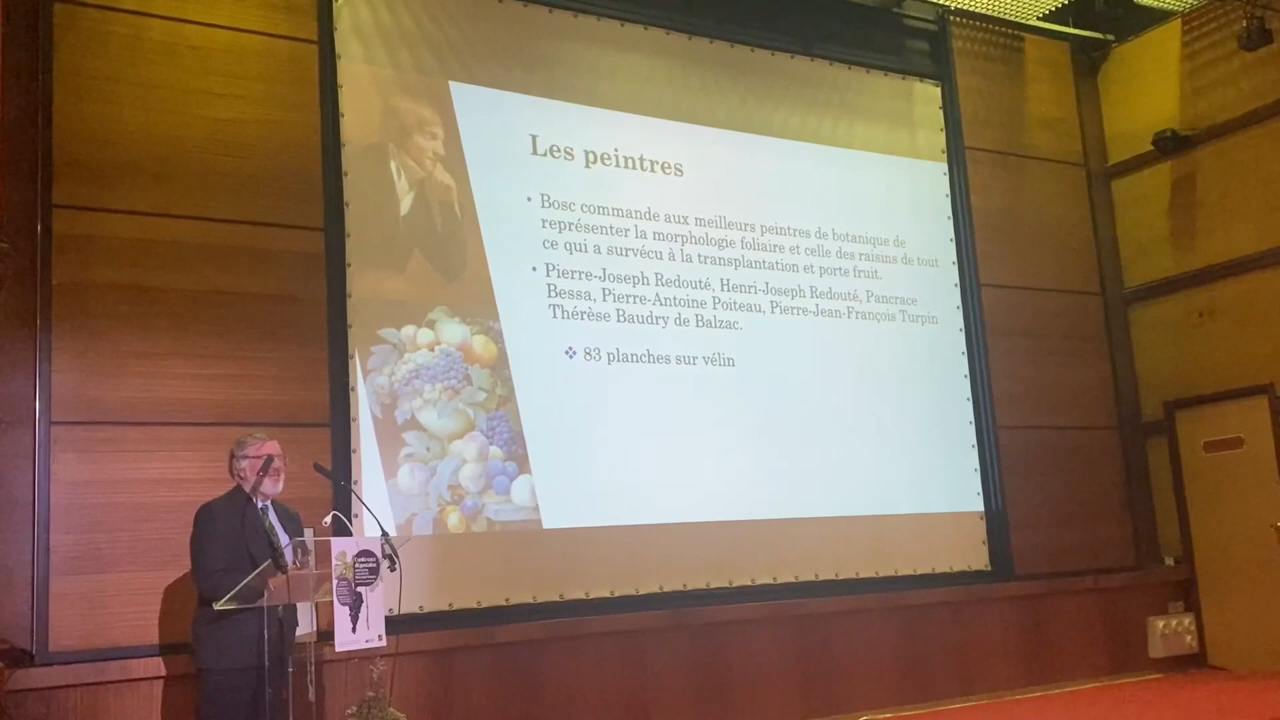 Les peintres
• Bosc commande aux meilleurs peintres de botanique de
représenter la morphologie foliaire et celle des raisins de tout
ce qui a survécu à la transplantation et porte fruit.
• Pierre-Joseph Redouté, Henri-Joseph Redouté, Pancrace
Bessa, Pierre-Antoine Poiteau, Pierre-Jean-François Turpin
Thérèse Baudry de Balzac.
❖ 83 planches sur vélin